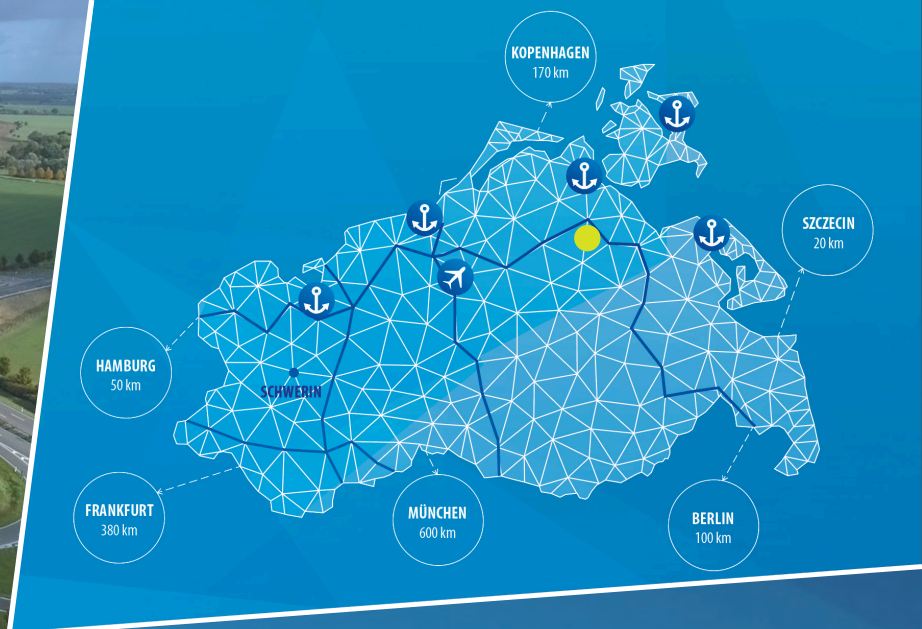 KOPENHAGEN
170 km
SZCZECIN
20 km
HAMBURG
50 km
SCHWERIN
FRANKFURT
380 km
MÜNCHEN
600 km
BERLIN
100 km